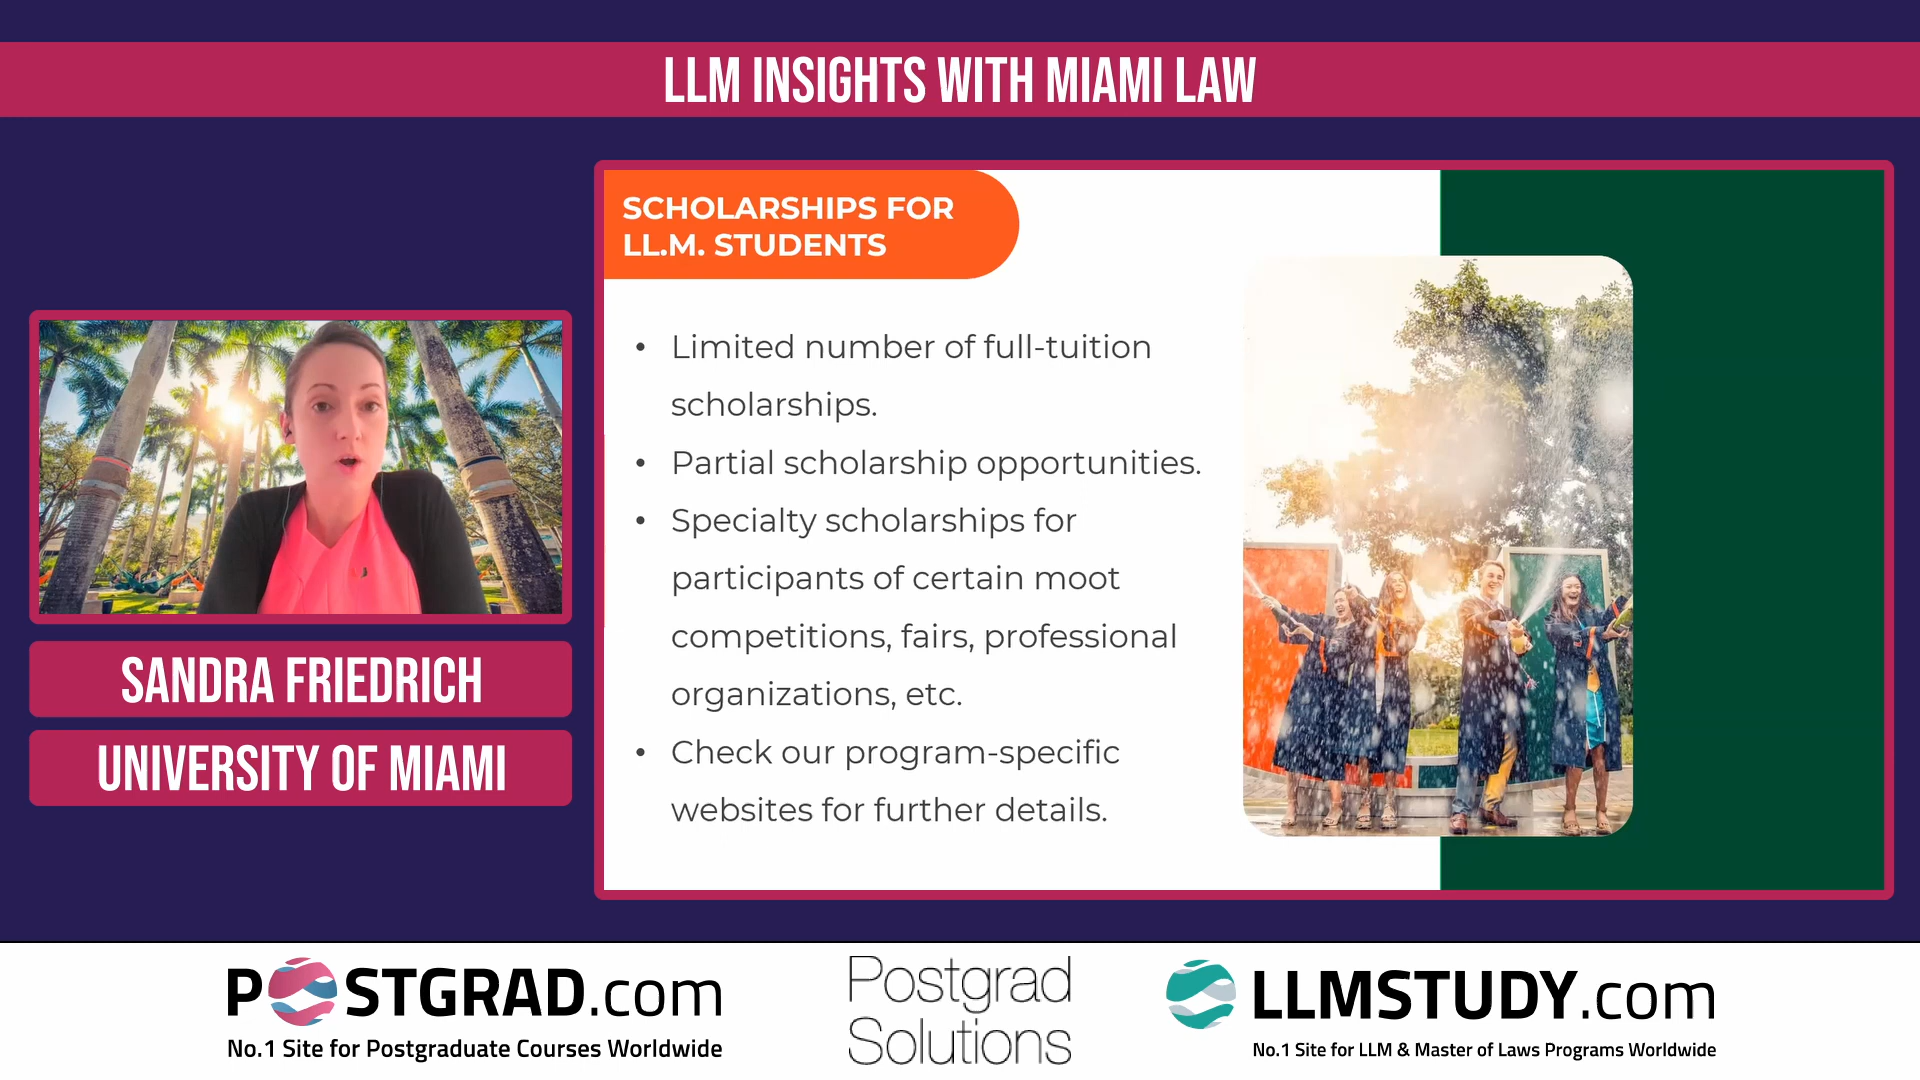 LLM INSIGHTS WITH MIAMI LAW
SCHOLARSHIPS FOR
LL.M. STUDENTS
• Limited number of full-tuition
scholarships.
• Partial scholarship opportunities.
• Specialty scholarships for
participants of certain moot
competitions, fairs, professional
organizations, etc.
• Check our program-specific
websites for further details.
SANDRA FRIEDRICH
UNIVERSITY OF MIAMI
POSTGRAD.com
No.1 Site for Postgraduate Courses Worldwide
Postgrad
Solutions
LLMSTUDY.com
No.1 Site for LLM & Master of Laws Programs Worldwide